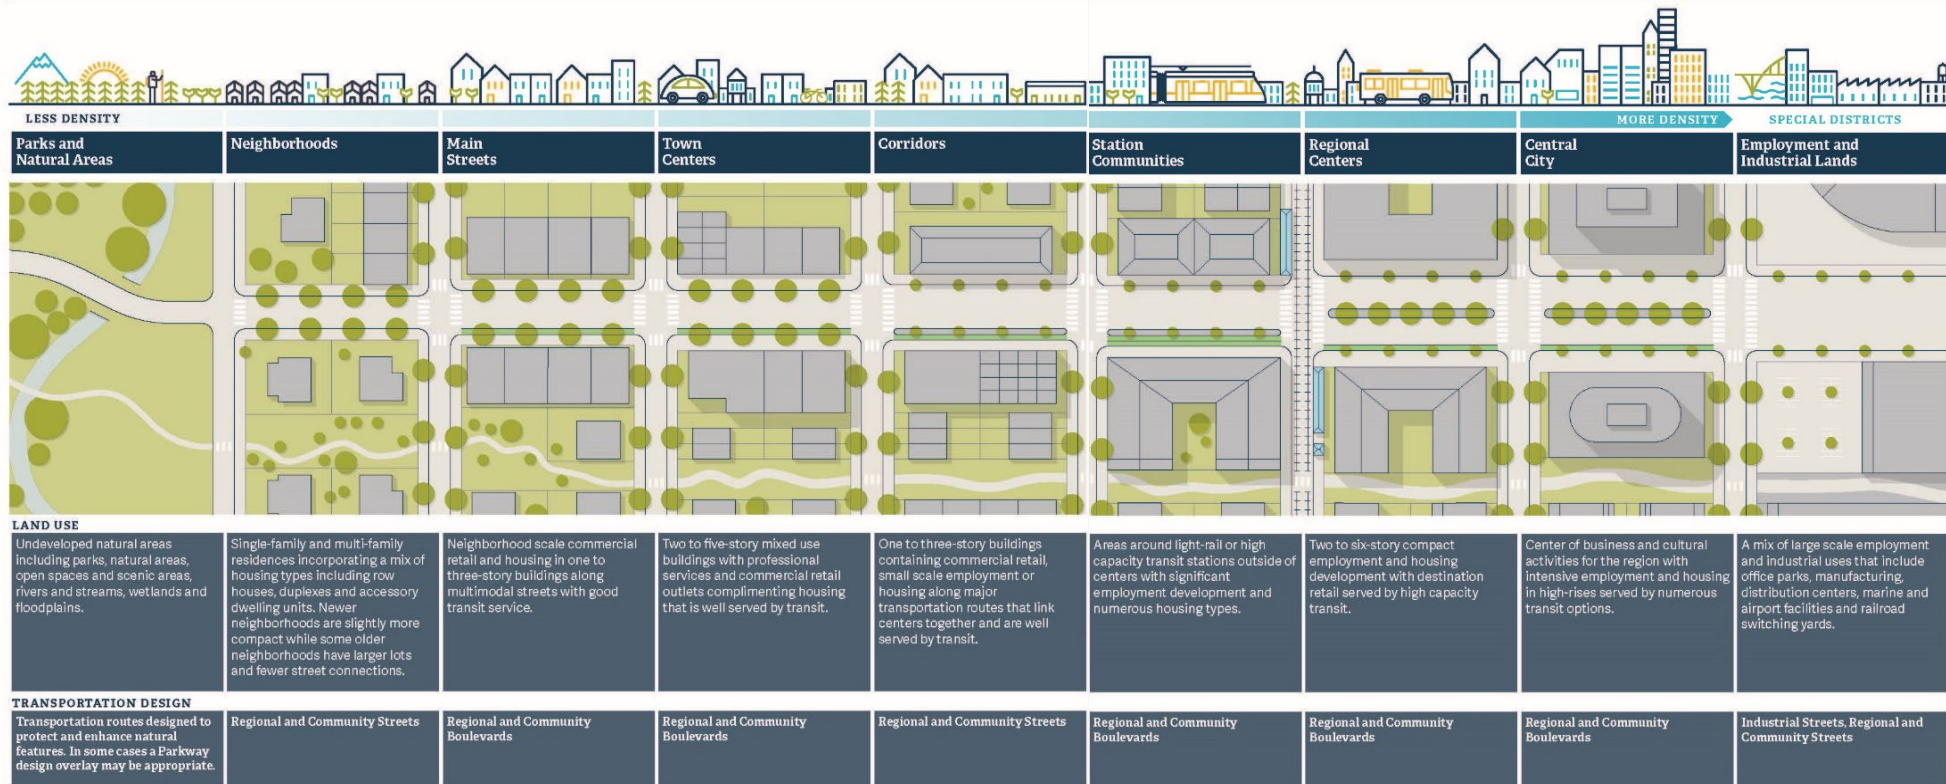 LESS DENSITY
MORE DENSITY
SPECIAL DISTRICTS
Parks and
Natural Areas
Neighborhoods
Main
Streets
Town
Centers
Corridors
Station
Communities
Regional
Centers
Central
City
Employment and
Industrial Lands
LAND USE
Undeveloped natural areas
including parks, natural areas,
open spaces and scenic areas,
rivers and streams, wetlands and
floodplains.
Single-family and multi-family
residences incorporating a mix of
housing types including row
houses, duplexes and accessory
dwelling units. Newer
neighborhoods are slightly more
compact while some older
neighborhoods have larger lots
and fewer street connections.
Neighborhood scale commercial
retail and housing in one to
three-story buildings along
multimodal streets with good
transit service.
Two to five-story mixed use
buildings with professional
services and commercial retail
outlets complimenting housing
that is well served by transit.
One to three-story buildings
containing commercial retail,
small scale employment or
housing along major
transportation routes that link
centers together and are well
served by transit.
Areas around light-rail or high
capacity transit stations outside of
centers with significant
employment development and
numerous housing types.
Two to six-story compact
employment and housing
development with destination
retail served by high capacity
transit.
Center of business and cultural
activities for the region with
intensive employment and housing
in high-rises served by numerous
transit options.
A mix of large scale employment
and industrial uses that include
office parks, manufacturing,
distribution centers, marine and
airport facilities and railroad
switching yards.
TRANSPORTATION DESIGN
Transportation routes designed to
protect and enhance natural
features. In some cases a Parkway
design overlay may be appropriate.
Regional and Community Streets
Regional and Community
Boulevards
Regional and Community
Boulevards
Regional and Community Streets
Regional and Community
Boulevards
Regional and Community
Boulevards
Regional and Community
Boulevards
Industrial Streets, Regional and
Community Streets